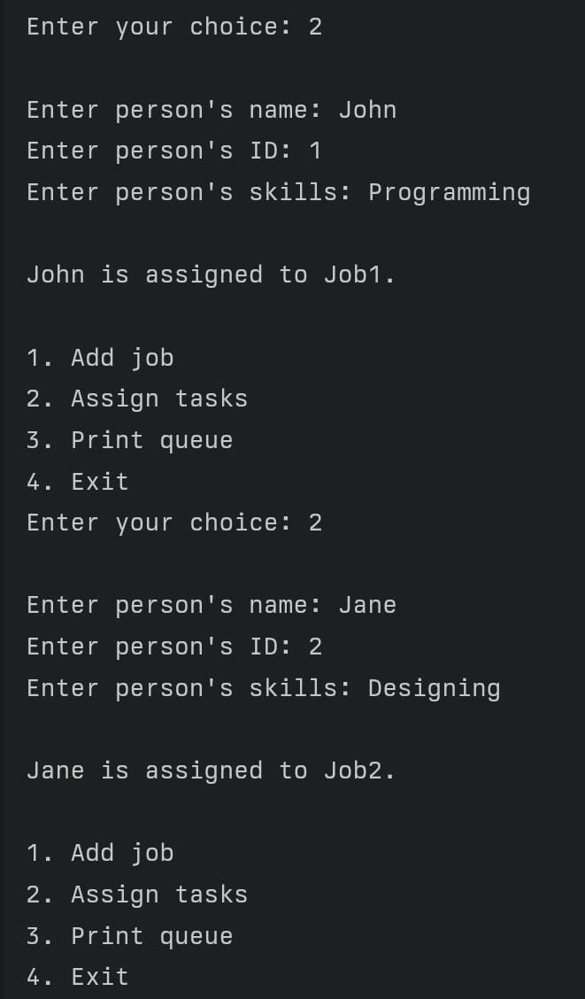 Enter your choice: 2
Enter person's name: John
Enter person's ID: 1
Enter person's skills: Programming
John is assigned to Job1.
1. Add job
2. Assign tasks
3. Print queue
4. Exit
Enter your choice: 2
Enter person's name: Jane
Enter person's ID: 2
Enter person's skills: Designing
Jane is assigned to Job2.
1. Add job
2. Assign tasks
3. Print queue
4. Exit